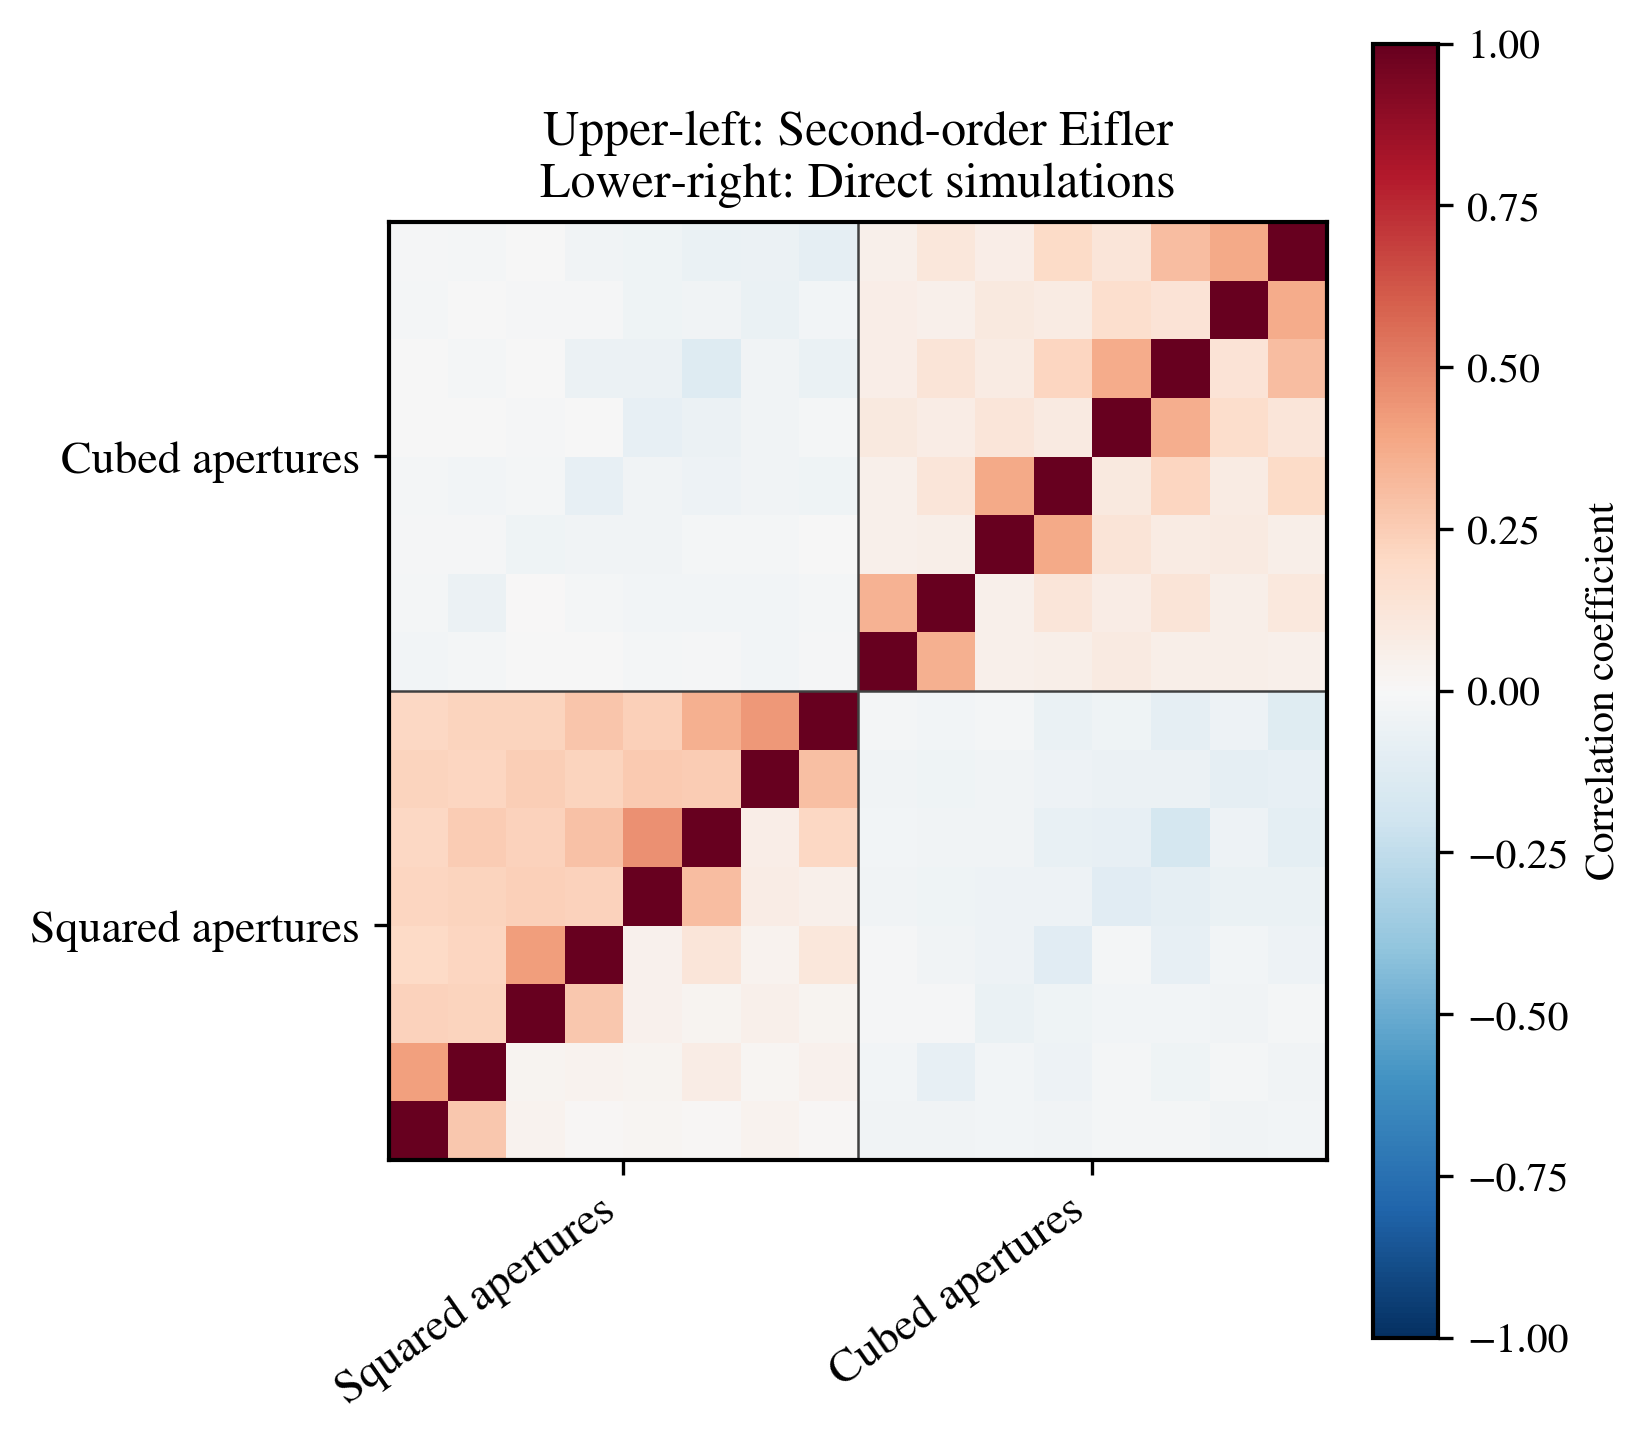 Upper-left: Second-order Eifler
Lower-right: Direct simulations
Cubed apertures
Squared apertures
Squared apertures
Cubed apertures
1.00
0.75
0.50
0.25
0.00
−0.25
−0.50
−0.75
−1.00
Correlation coefficient